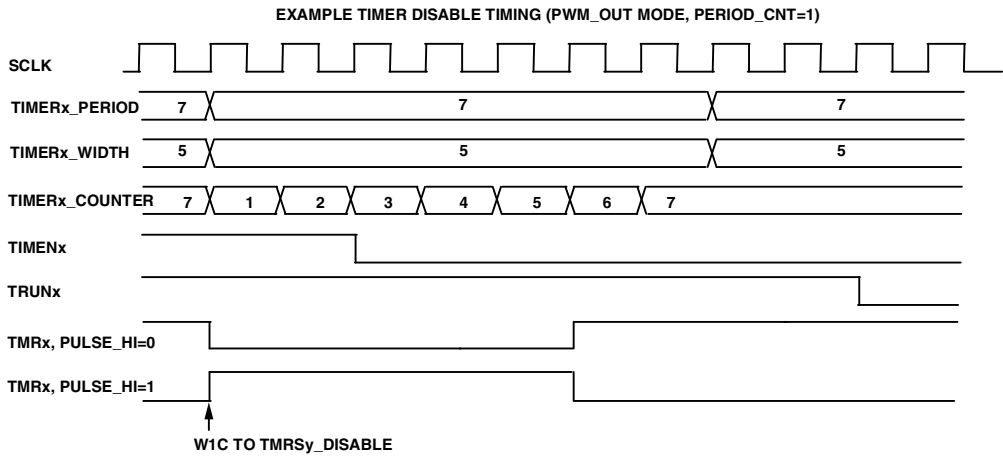 EXAMPLE TIMER DISABLE TIMING (PWM_OUT MODE, PERIOD_CNT=1)
SCLK
TIMERx_PERIOD 7 7 7
TIMERx_WIDTH 5 5 5
TIMERx_COUNTER 7 1 2 3 4 5 6 7
TIMENx
TRUNx
TMRx, PULSE_HI=0
TMRx, PULSE_HI=1
W1C TO TMRSy_DISABLE